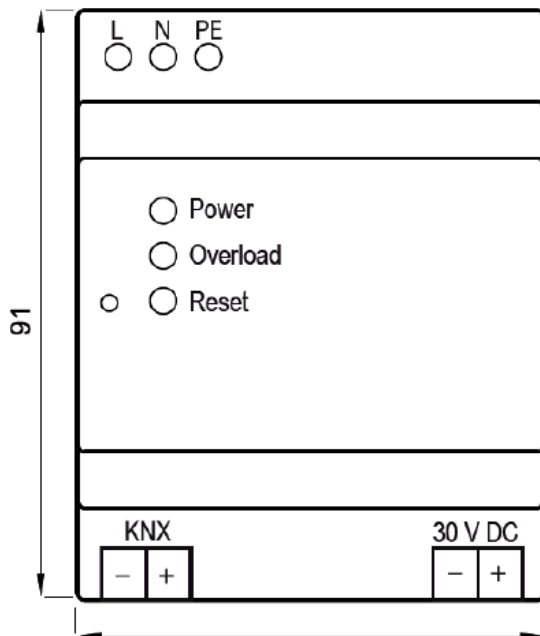 L N PE
Power
Overload
Reset
91
KNX 30 V DC
− + − +